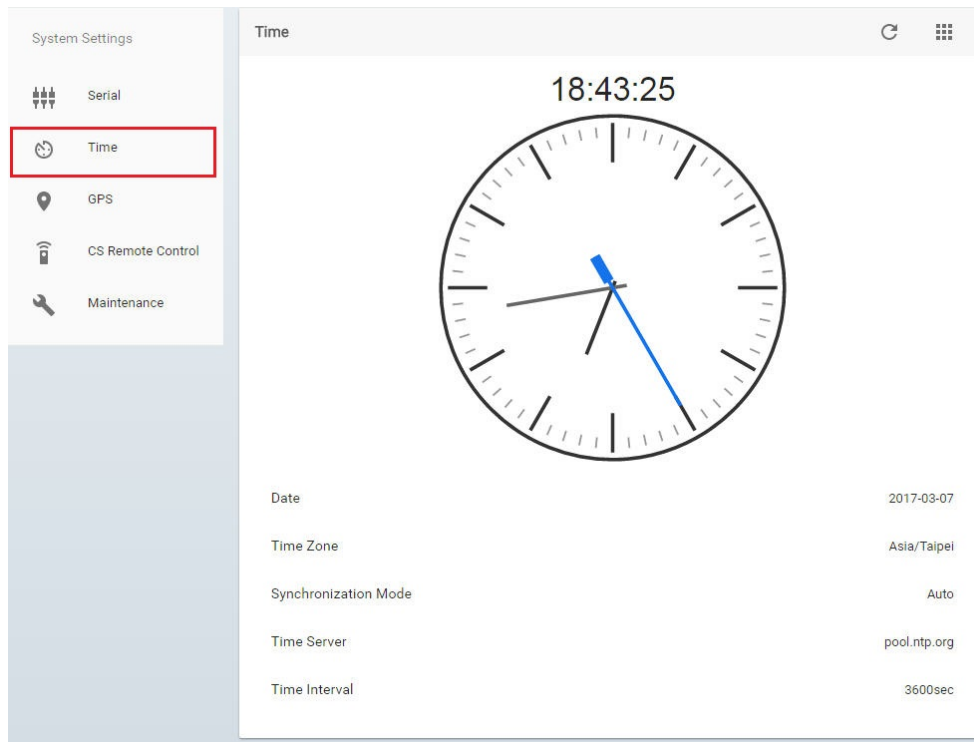 System Settings
Serial
Time
GPS
CS Remote Control
Maintenance
Time
18:43:25
Date 2017-03-07
Time Zone Asia/Taipei
Synchronization Mode Auto
Time Server pool.ntp.org
Time Interval 3600sec